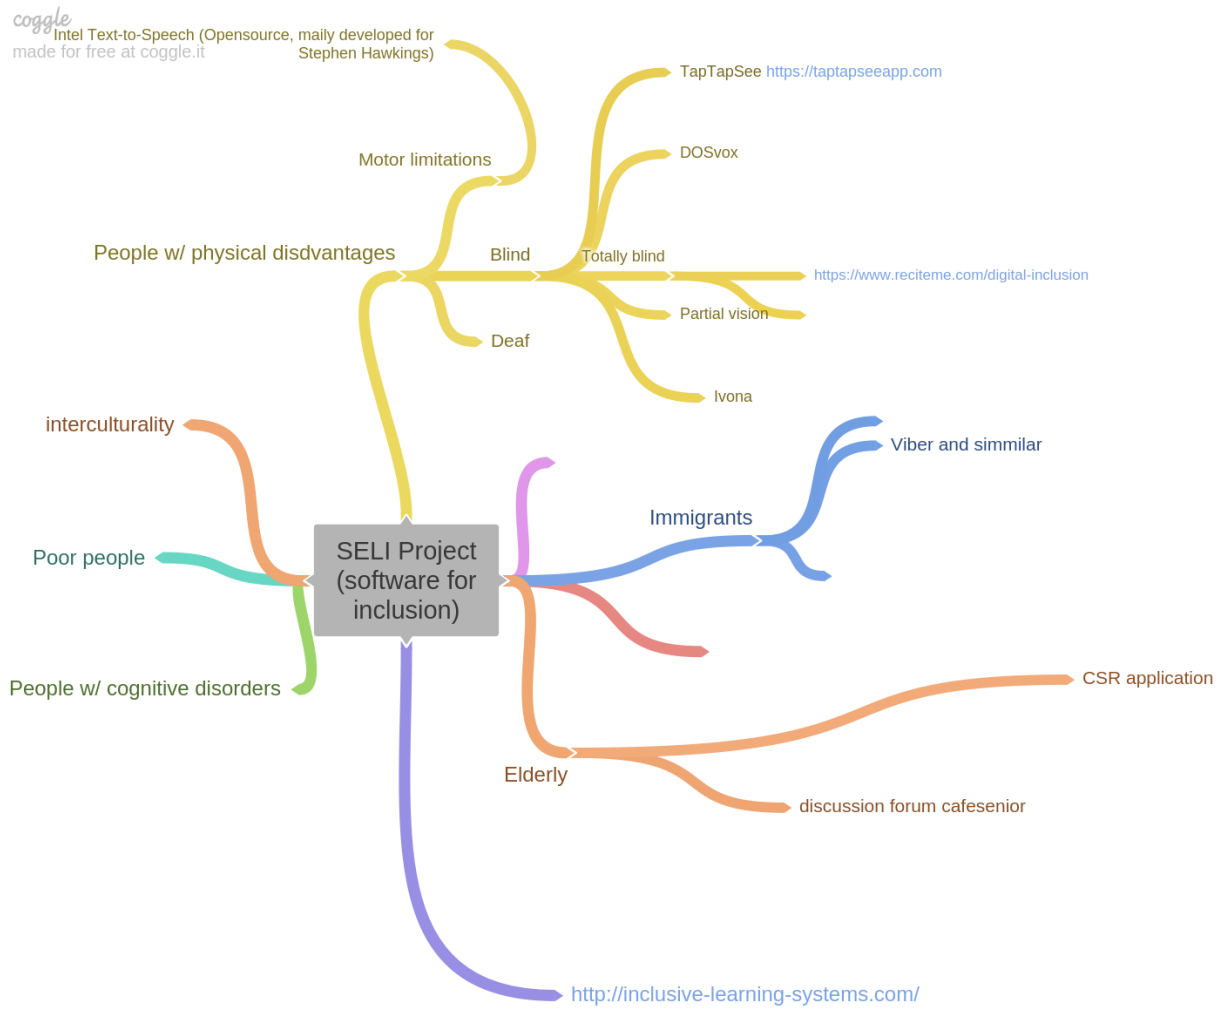 coggle
made for free at coggle.it
Intel Text-to-Speech (Opensource, maily developed for
Stephen Hawkings)
TapTapSee https://taptapseeapp.com
DOSvox
Motor limitations
People w/ physical disdvantages
Blind
Totally blind
https://www.reciteme.com/digital-inclusion
Partial vision
Deaf
Ivona
interculturality
Viber and simmilar
Immigrants
SELI Project
(software for
inclusion)
Poor people
People w/ cognitive disorders
CSR application
Elderly
discussion forum cafesenior
http://inclusive-learning-systems.com/